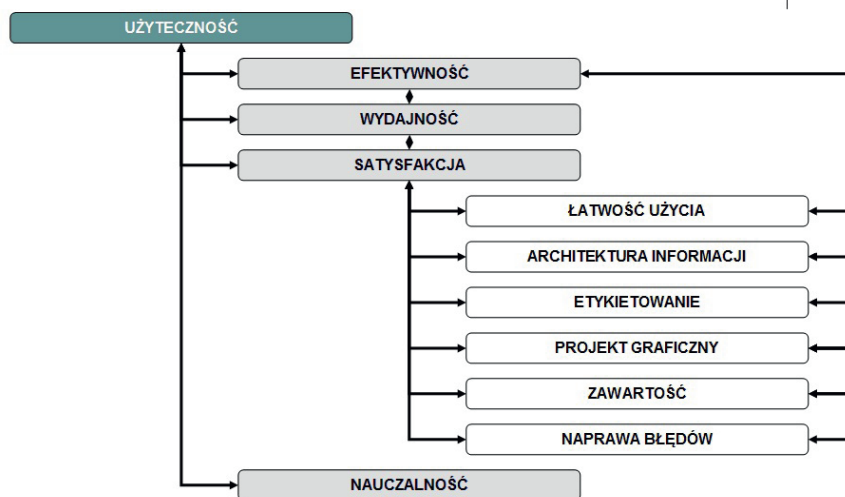 UŻYTECZNOŚĆ
EFEKTYWNOŚĆ
WYDAJNOŚĆ
SATYSFAKCJA
ŁATWOŚĆ UŻYCIA
ARCHITEKTURA INFORMACJI
ETYKIETOWANIE
PROJEKT GRAFICZNY
ZAWARTOŚĆ
NAPRAWA BŁĘDÓW
NAUCZALNOŚĆ